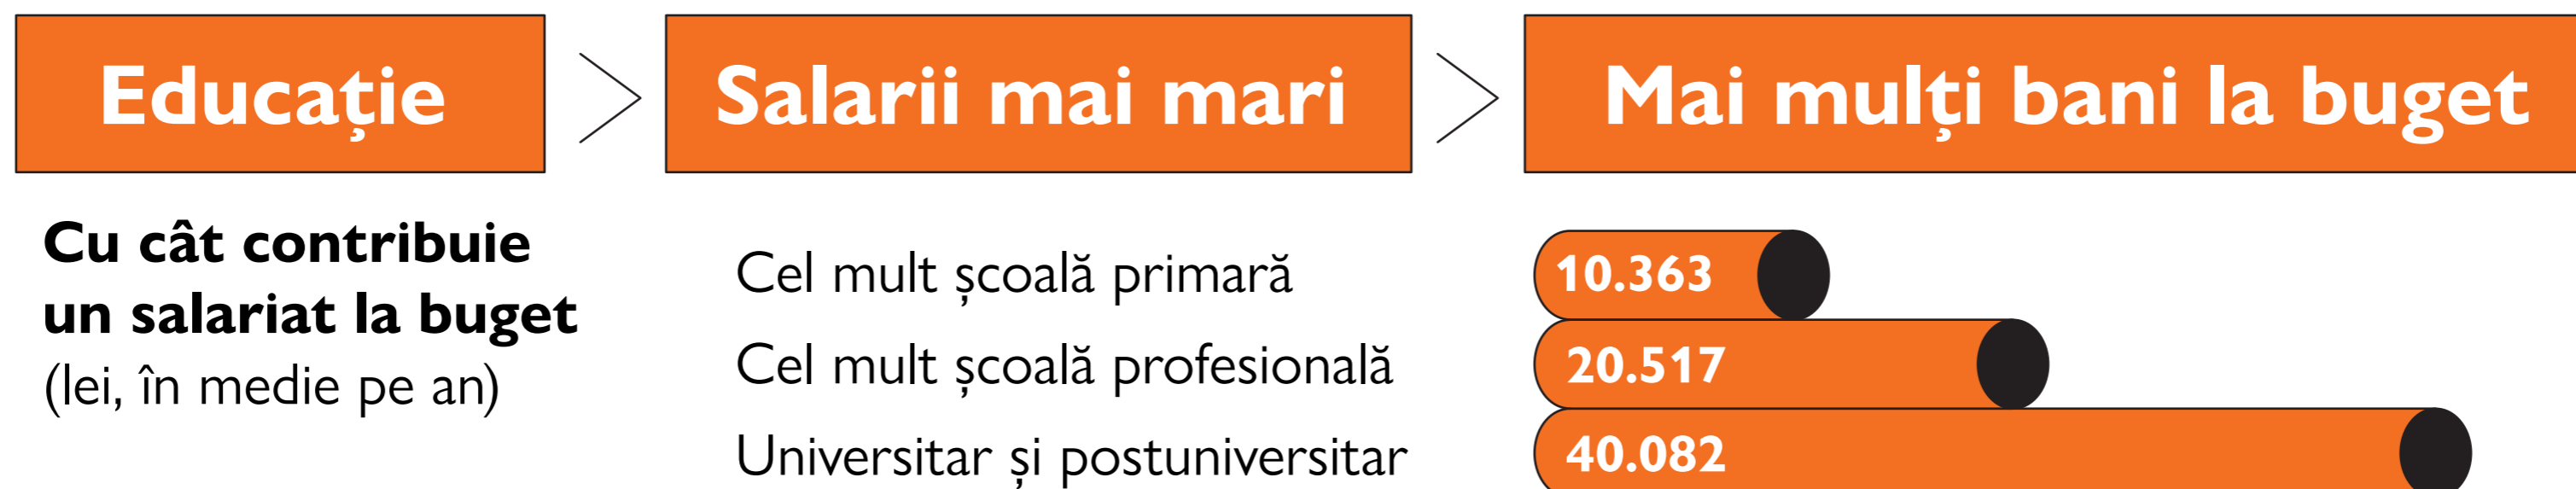 Educație
Salarii mai mari
Mai mulți bani la buget
Cu cât contribuie
un salariat la buget
(lei, în medie pe an)
Cel mult școală primară
10.363
Cel mult școală profesională
20.517
Universitar și postuniversitar
40.082